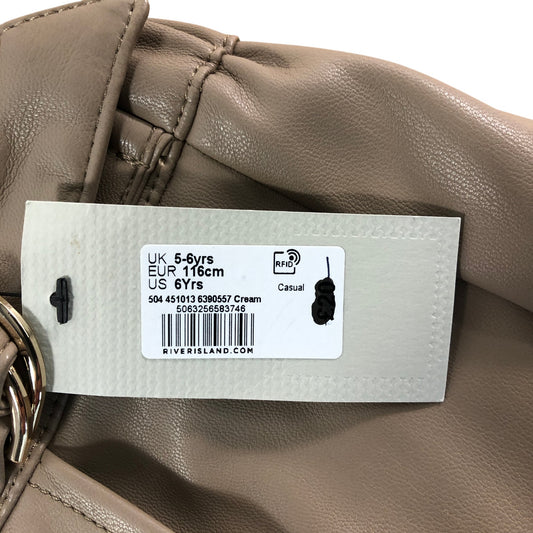 UK 5-6yrs
EUR 116cm
US 6Yrs
RFID
Casual
504 451013 6390557 Cream
5063256583746
RIVERISLAND.COM